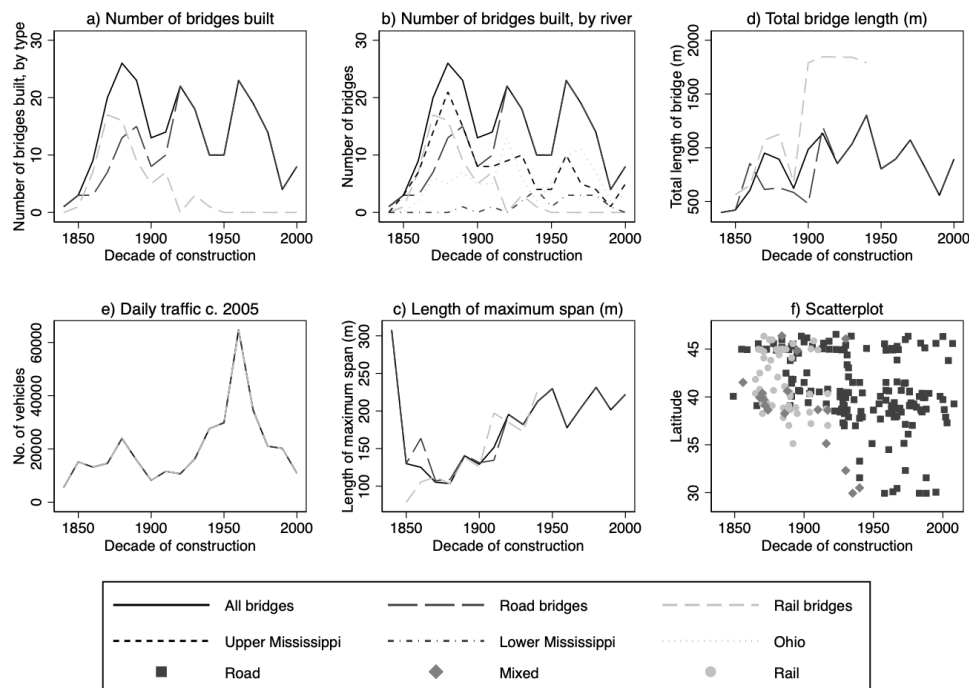 a) Number of bridges built
Number of bridges built, by type
0 10 20 30
1850 1900 1950 2000
Decade of construction
b) Number of bridges built, by river
Number of bridges
0 10 20 30
1850 1900 1950 2000
Decade of construction
d) Total bridge length (m)
Total length of bridge (m)
500 1000 1500 2000
1850 1900 1950 2000
Decade of construction
e) Daily traffic c. 2005
No. of vehicles
0 20000 40000 60000
1850 1900 1950 2000
Decade of construction
c) Length of maximum span (m)
Length of maximum span (m)
100 150 200 250 300
1850 1900 1950 2000
Decade of construction
f) Scatterplot
Latitude
30 35 40 45
1850 1900 1950 2000
Decade of construction
All bridges Road bridges Rail bridges
Upper Mississippi Lower Mississippi Ohio
Road Mixed Rail